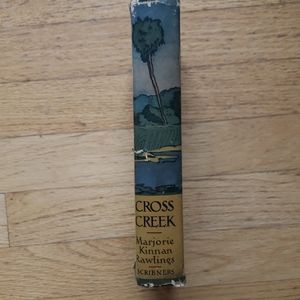 CROSS
CREEK
Marjorie
Kinnan
Rawlings
SCRIBNERS